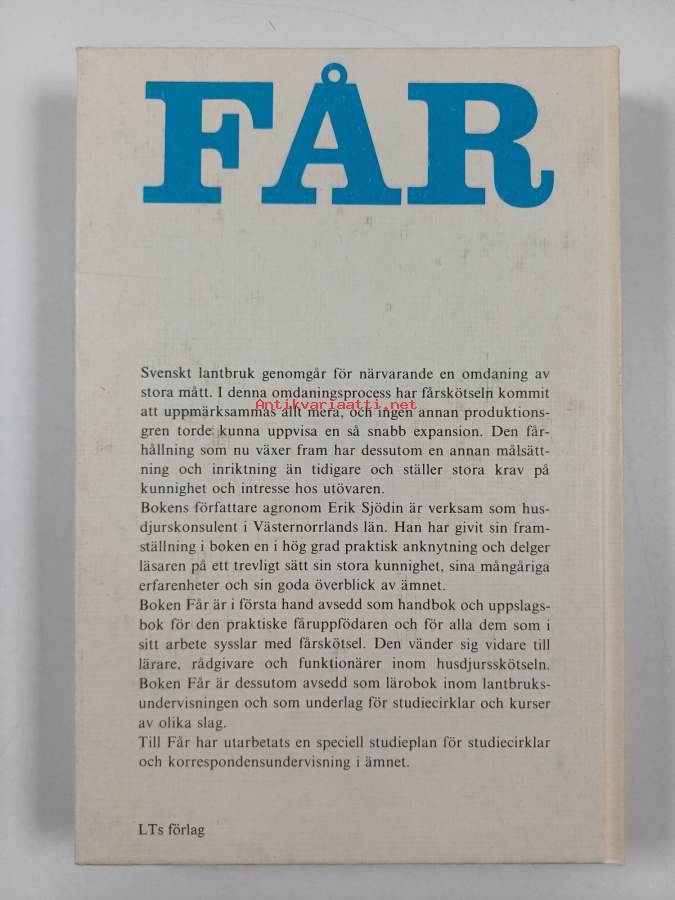 FÅR
Svenskt lantbruk genomgår för närvarande en omdaning av
stora mått. I denna omdaningsprocess har fårskötseln kommit
Antikvariaatti.net
att uppmärksammas allt mera, och ingen annan produktions-
gren torde kunna uppvisa en så snabb expansion. Den får-
hållning som nu växer fram har dessutom en annan målsätt-
ning och inriktning än tidigare och ställer stora krav på
kunnighet och intresse hos utövaren.
Bokens författare agronom Erik Sjödin är verksam som hus-
djurskonsulent i Västernorrlands län. Han har givit sin fram-
ställning i boken en i hög grad praktisk anknytning och delger
läsaren på ett trevligt sätt sin stora kunnighet, sina mångåriga
erfarenheter och sin goda överblick av ämnet.
Boken Får är i första hand avsedd som handbok och uppslags-
bok för den praktiske fåruppfödaren och för alla dem som i
sitt arbete sysslar med fårskötsel. Den vänder sig vidare till
lärare, rådgivare och funktionärer inom husdjursskötseln.
Boken Får är dessutom avsedd som lärobok inom lantbruks-
undervisningen och som underlag för studiecirklar och kurser
av olika slag.
Till Får har utarbetats en speciell studieplan för studiecirklar
och korrespondensundervisning i ämnet.
LTs förlag